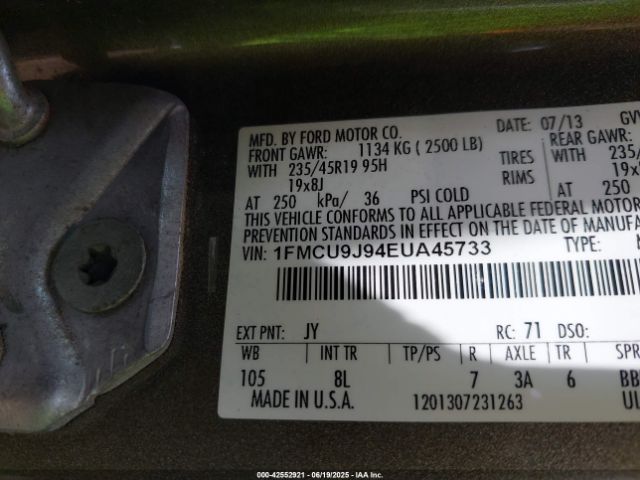 MFD. BY FORD MOTOR CO. DATE: 07/13
FRONT GAWR: 1134 KG ( 2500 LB) REAR GAWR:
WITH 235/45R19 95H TIRES WITH 235/
19x8J RIMS
AT 250 kPa/ 36 PSI COLD AT 250
THIS VEHICLE CONFORMS TO ALL APPLICABLE FEDERAL MOTOR
PREVENTION STANDARDS IN EFFECT ON THE DATE OF MANUFA
VIN: 1FMCU9J94EUA45733 TYPE:
EXT PNT: JY RC: 71 DSO:
WB INT TR TP/PS R AXLE TR SPR
105 8L 7 3A 6
MADE IN U.S.A. 1201307231263
000-42552921 - 06/19/2025 - IAA Inc.